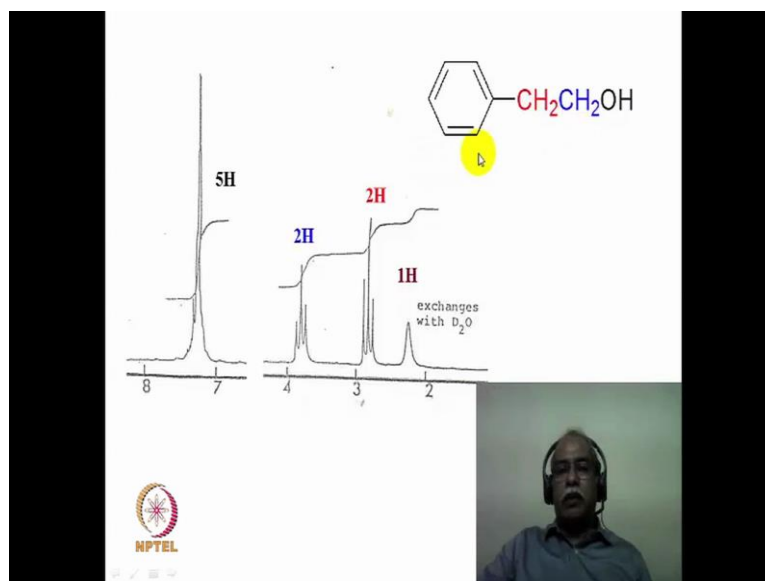 CH2CH2OH
5H
2H
2H
1H
exchanges
with D2O
8 7 4 3 2
NPTEL